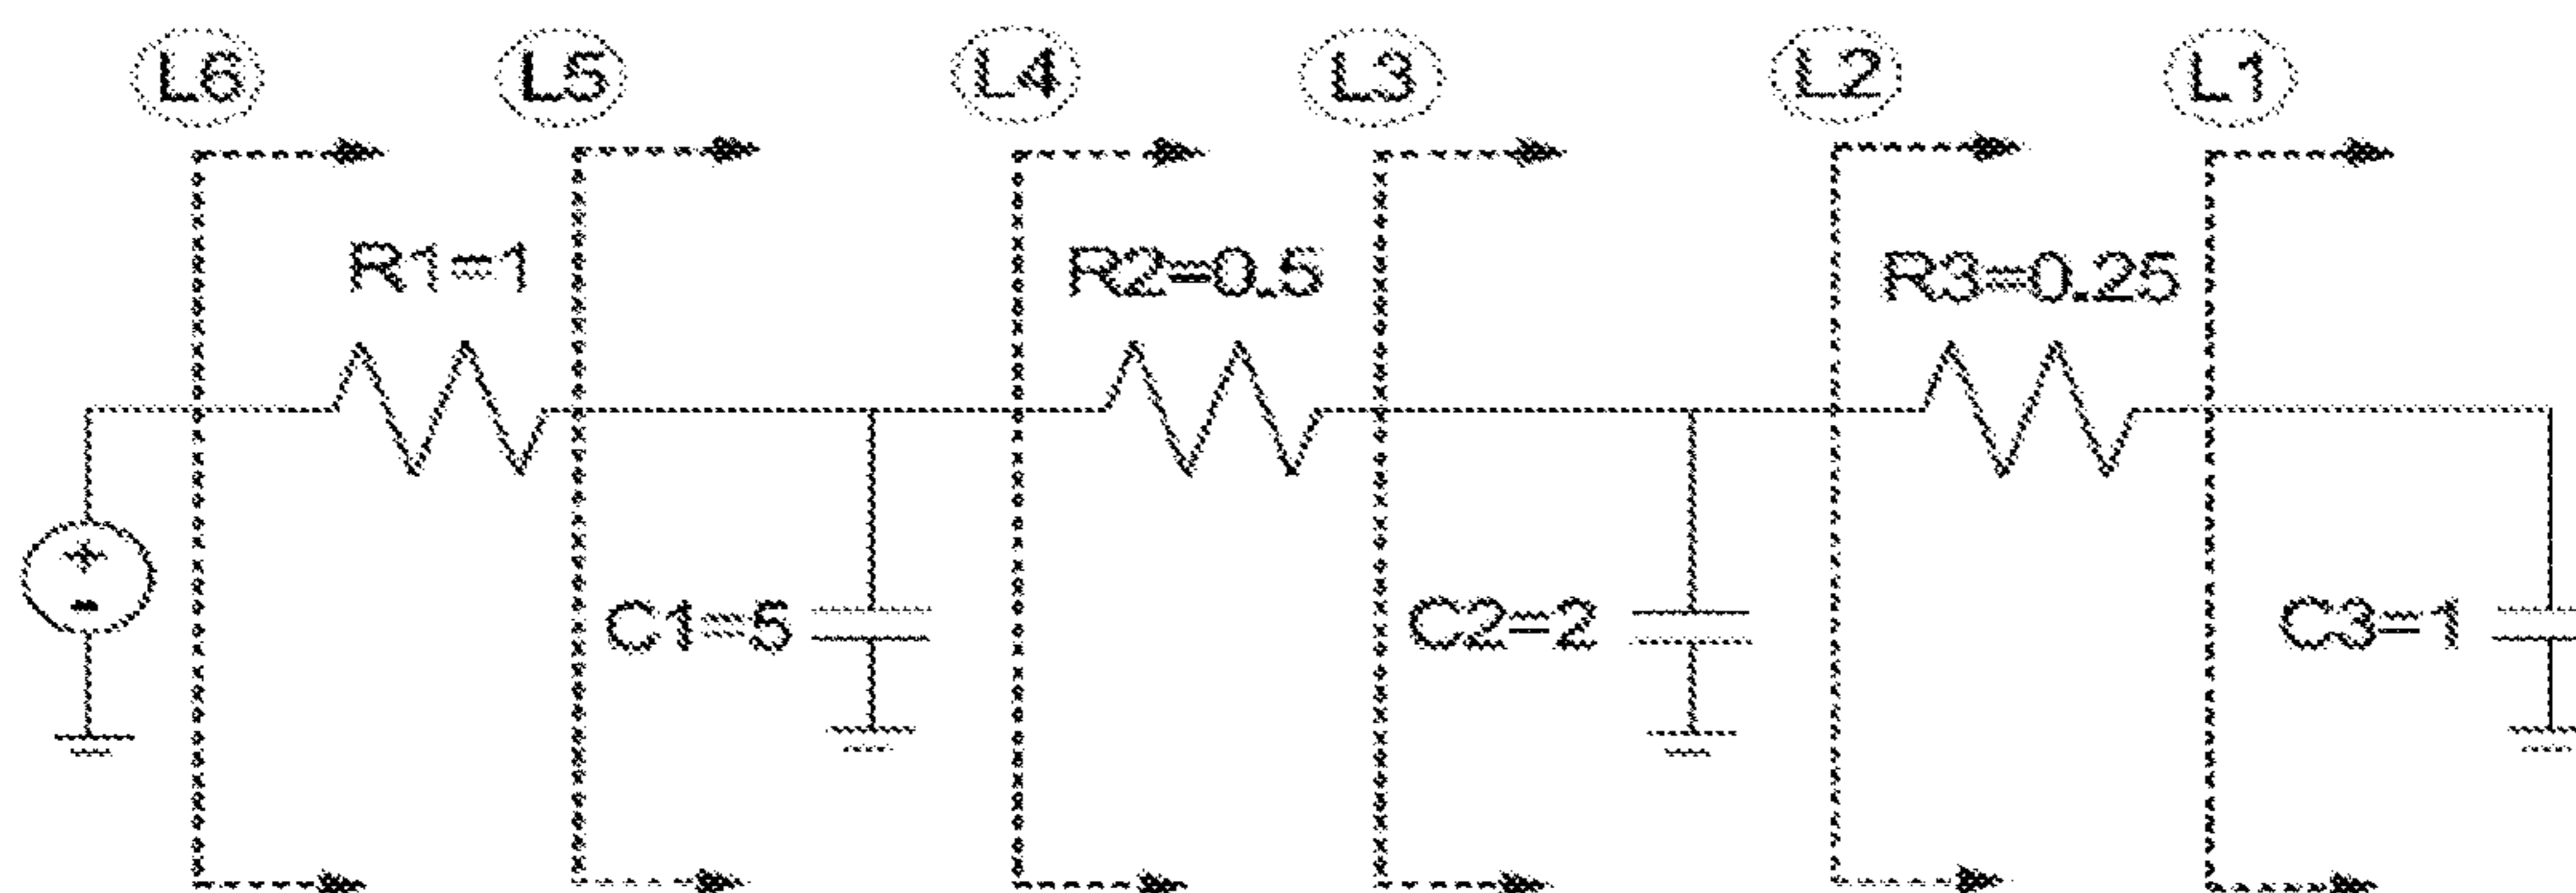 L6 L5 L4 L3 L2 L1
R1=1 R2=0.5 R3=0.25
+
-
C1=5 C2=2 C3=1